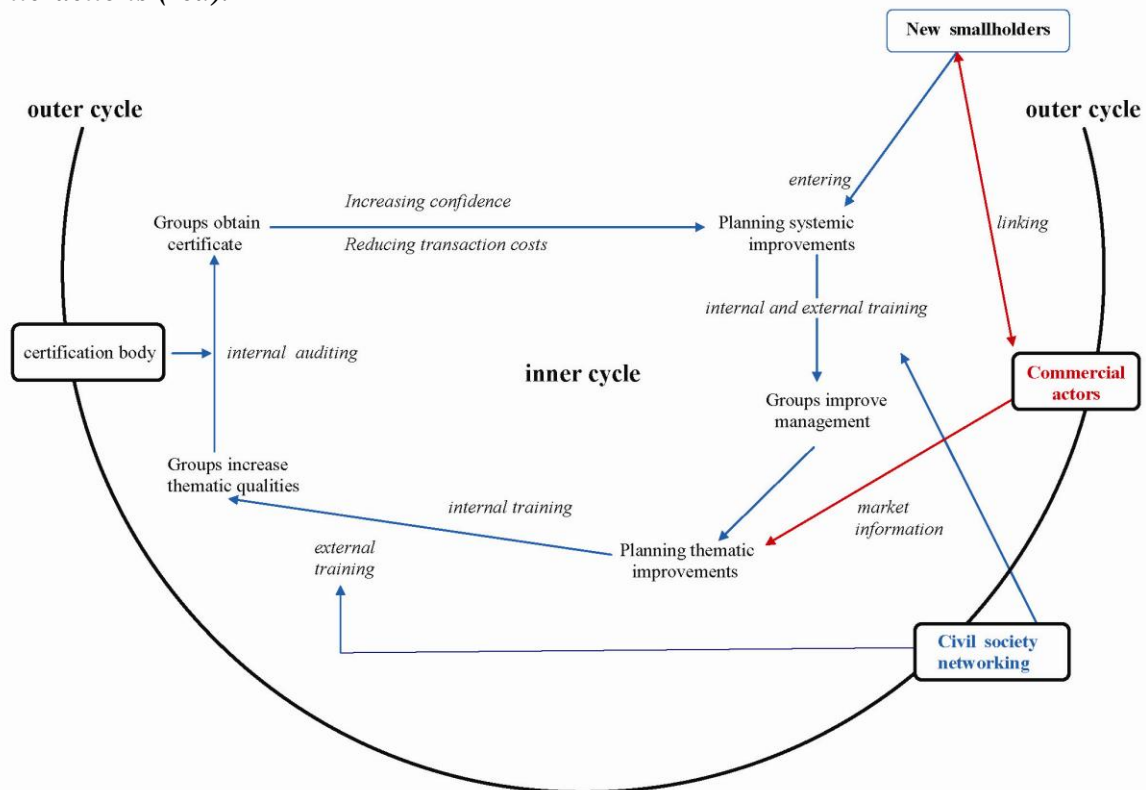 New smallholders
outer cycle
outer cycle
entering
Increasing confidence
Groups obtain
certificate
Planning systemic
improvements
linking
Reducing transaction costs
internal and external training
certification body
internal auditing
inner cycle
Commercial
actors
Groups improve
management
Groups increase
thematic qualities
internal training
market
information
external
training
Planning thematic
improvements
Civil society
networking